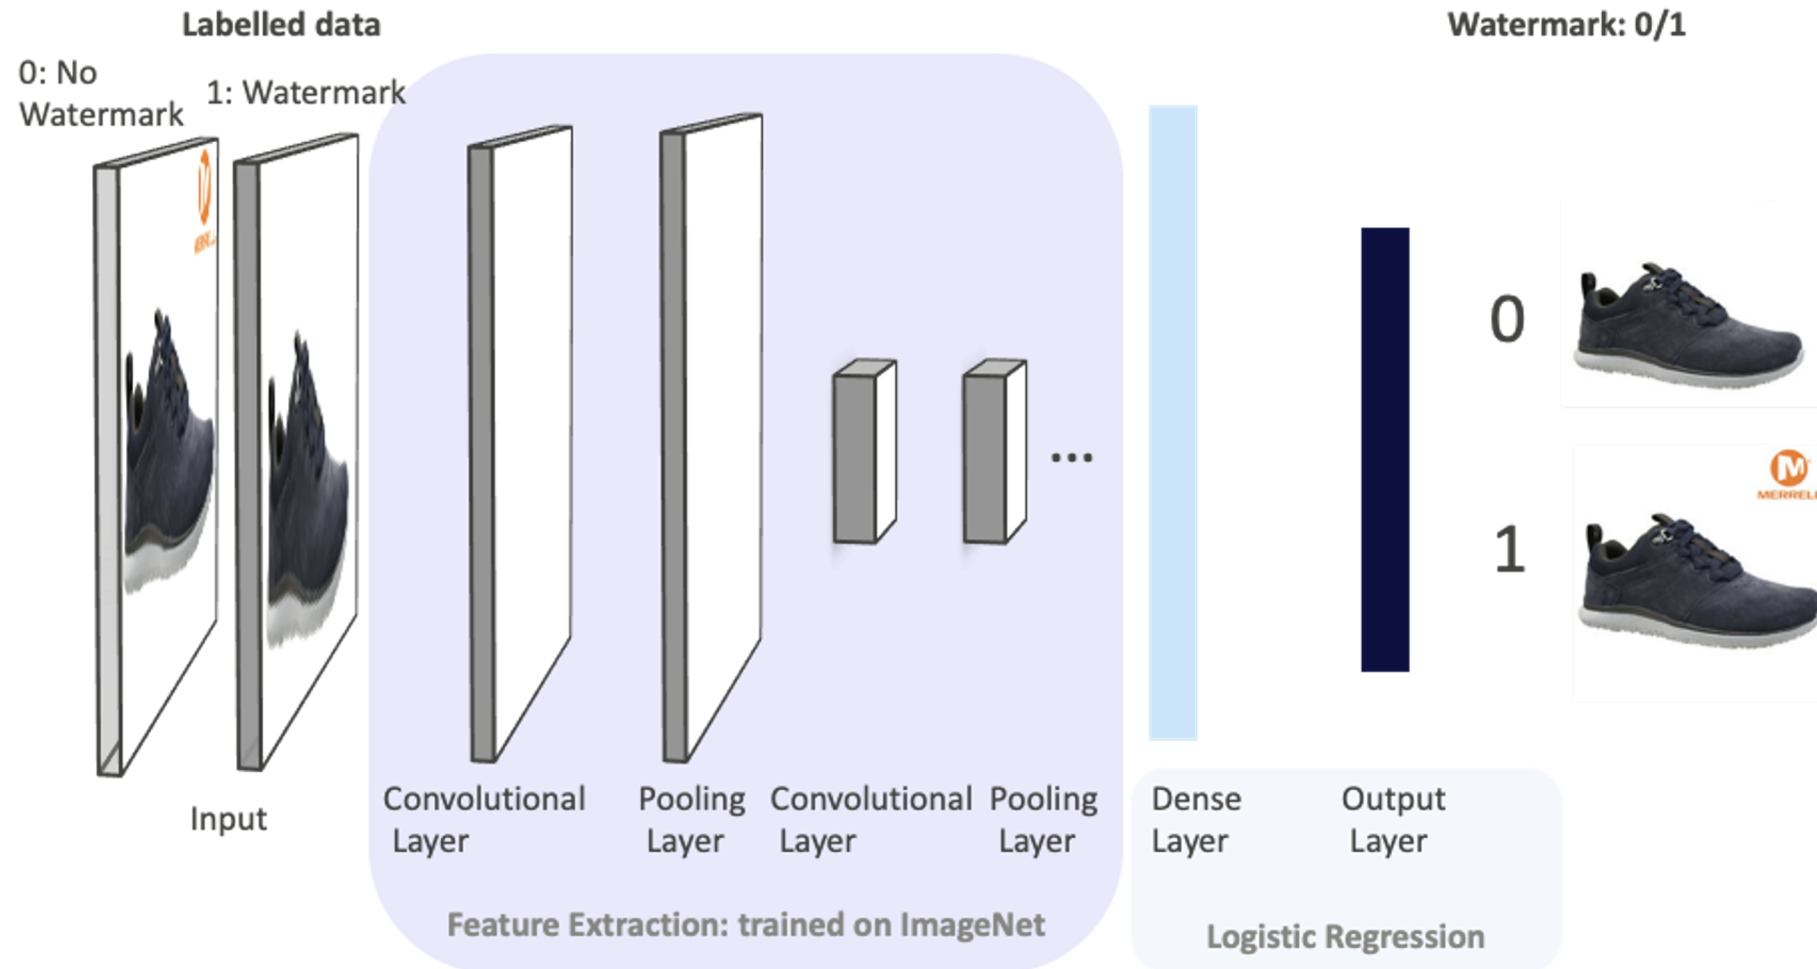 Labelled data
Watermark: 0/1
0: No
Watermark
1: Watermark
0
M
MERRELL
1
Input
Convolutional
Layer
Pooling
Layer
Convolutional
Layer
Pooling
Layer
...
Dense
Layer
Output
Layer
Feature Extraction: trained on ImageNet
Logistic Regression